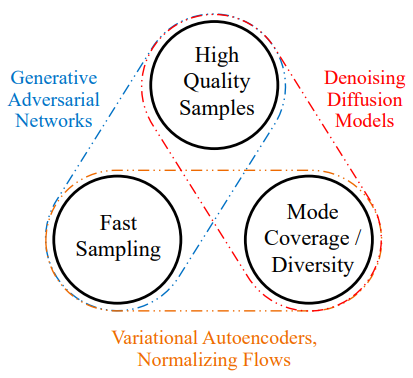 High
Quality
Samples
Generative
Adversarial
Networks
Denoising
Diffusion
Models
Fast
Sampling
Mode
Coverage /
Diversity
Variational Autoencoders,
Normalizing Flows